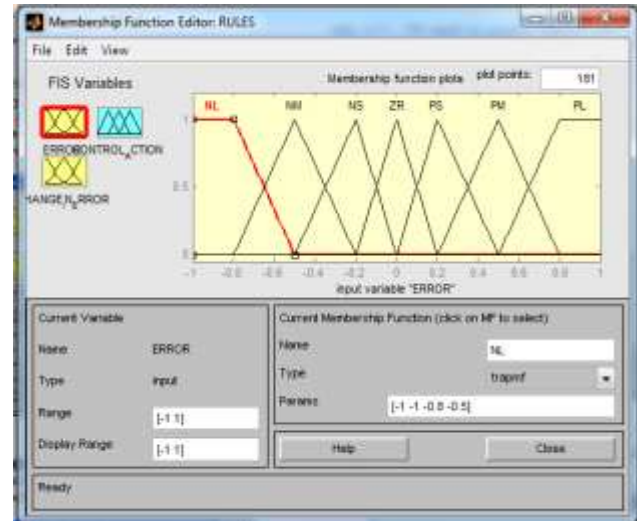 Membership Function Editor: RULES
File Edit View
FIS Variables
Membership function plots
plot points:
181
NL NM NS ZR PS PM PL
1
0.5
0
ERROR
CONTROL_ACTION
-1 -0.8 -0.6 -0.4 -0.2 0 0.2 0.4 0.6 0.8 1
input variable "ERROR"
Current Variable
Name ERROR
Type input
Range [-1 1]
Display Range [-1 1]
Current Membership Function (click on MF to select)
Name NL
Type trapmf
Params [-1 -1 -0.8 -0.5]
Help
Close
Ready